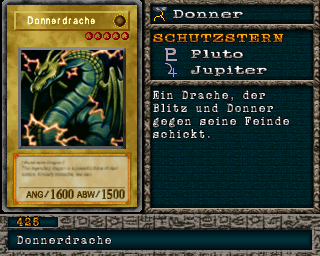 Donnerdrache
ANG/1600 ABW/1500
Donner
SCHUTZSTERN
Pluto
Jupiter
Ein Drache, der
Blitz und Donner
gegen seine Feinde
schickt.
425
Donnerdrache